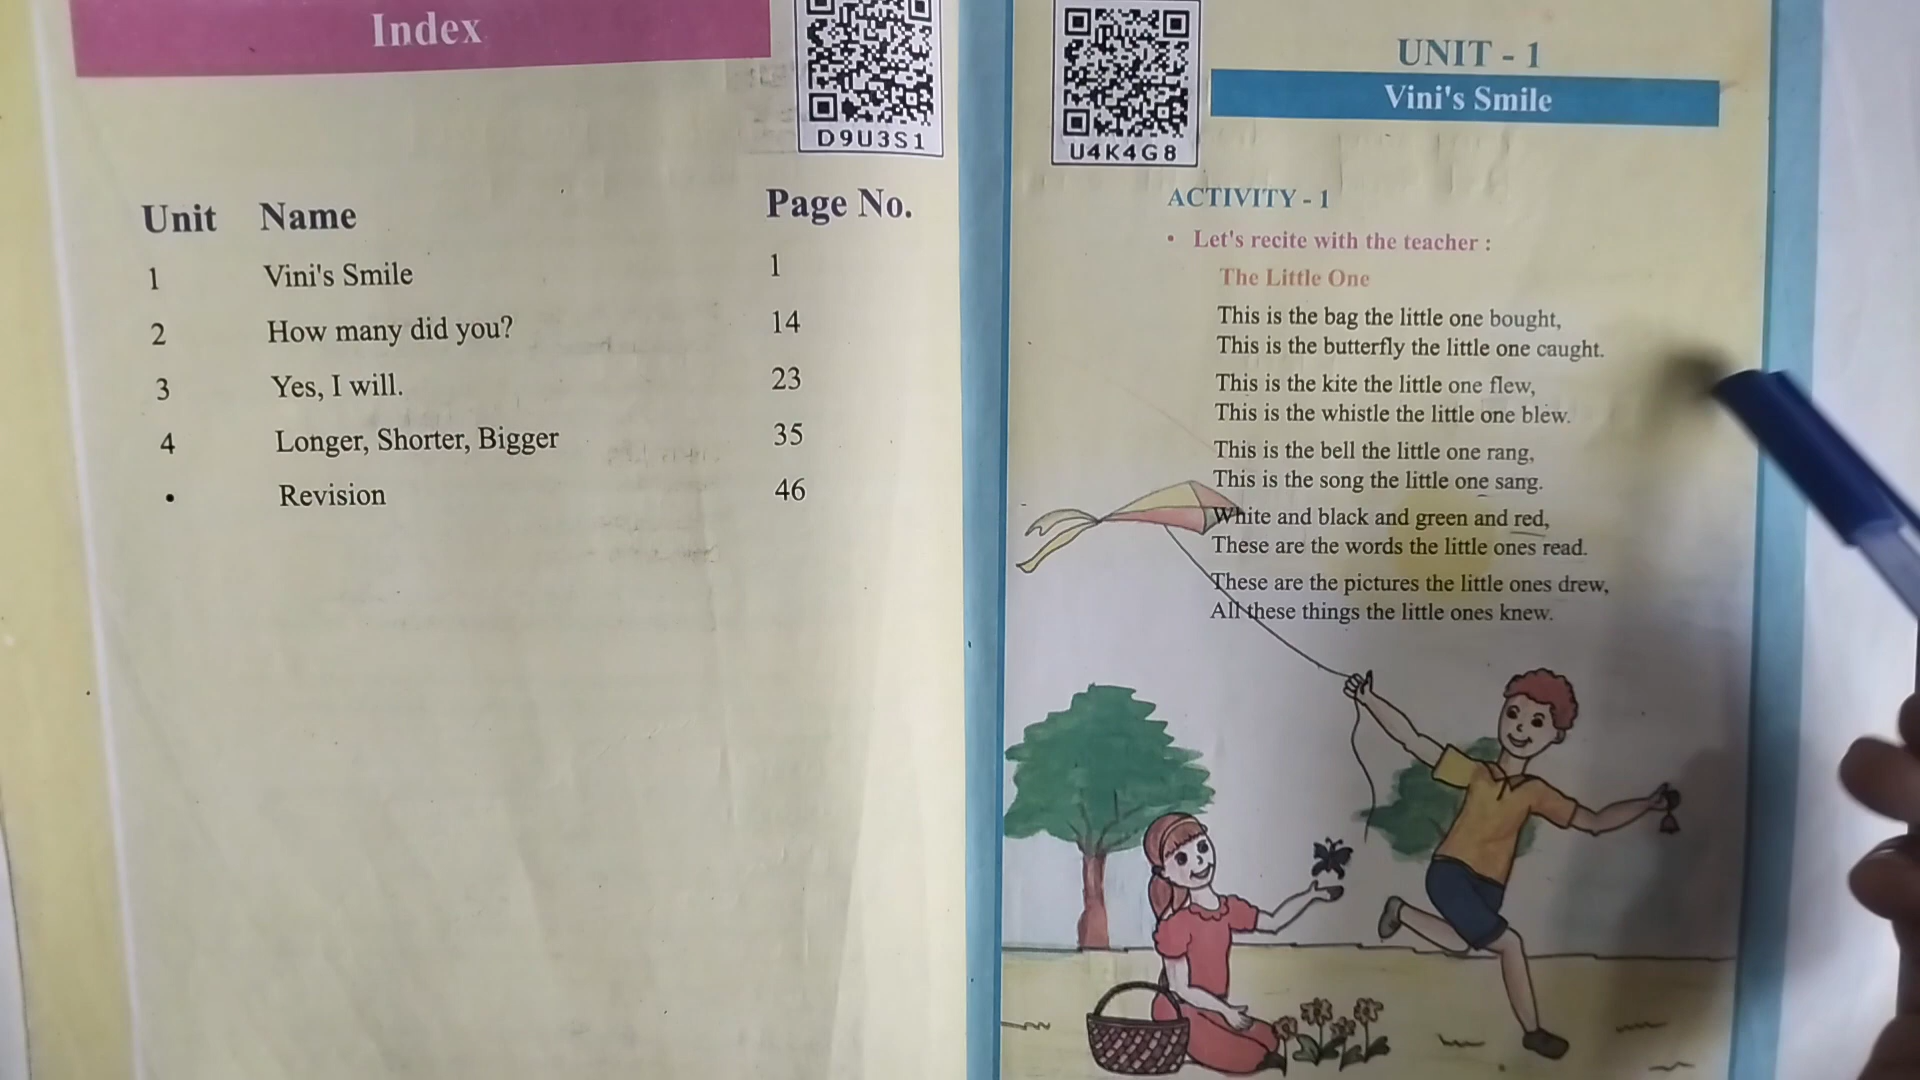 Index
D9U3S1
Unit Name Page No.
1 Vini's Smile 1
2 How many did you? 14
3 Yes, I will. 23
4 Longer, Shorter, Bigger 35
• Revision 46
U4K4G8
UNIT - 1
Vini's Smile
ACTIVITY - 1
• Let's recite with the teacher :
The Little One
This is the bag the little one bought,
This is the butterfly the little one caught.
This is the kite the little one flew,
This is the whistle the little one blew.
This is the bell the little one rang,
This is the song the little one sang.
White and black and green and red,
These are the words the little ones read.
These are the pictures the little ones drew,
All these things the little ones knew.